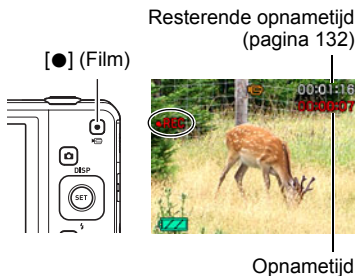 Resterende opnametijd
(pagina 132)
[●] (Film)
00:01:16
00:00:07
●REC
DISP
SET
Opnametijd